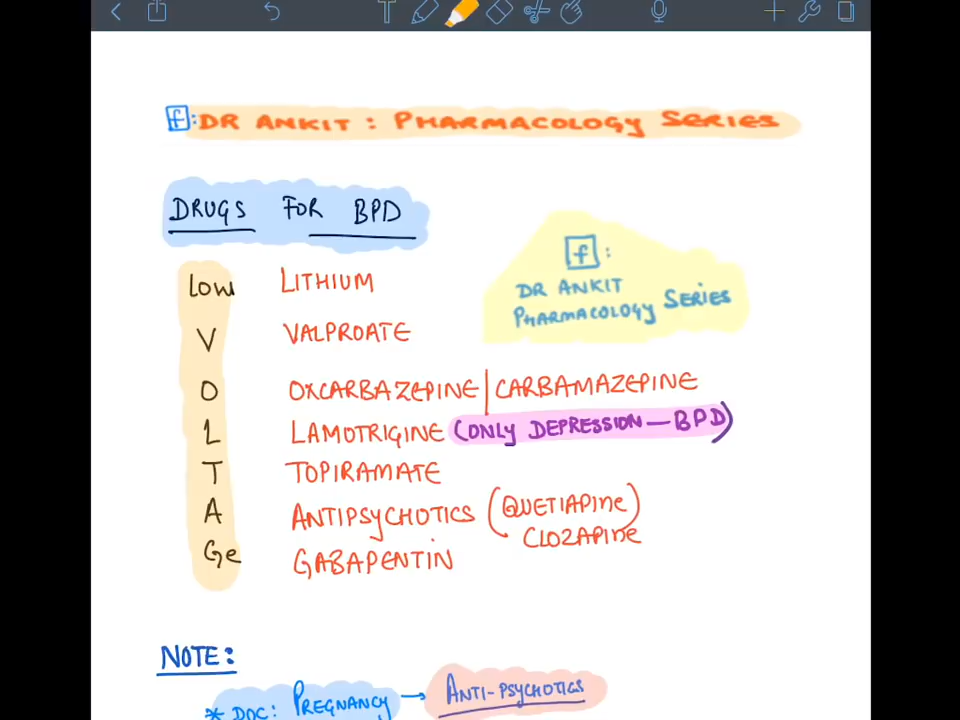 f: DR ANKIT : PHARMACOLOGY SERIES
DRUGS FOR BPD
f :
DR ANKIT
PHARMACOLOGY SERIES
Low LITHIUM
V VALPROATE
O OXCARBAZEPINE | CARBAMAZEPINE
L LAMOTRIGINE (ONLY DEPRESSION - BPD)
T TOPIRAMATE
A ANTIPSYCHOTICS (QUETIAPINE)
CLOZAPINE
Ge GABAPENTIN
NOTE:
* DOC: PREGNANCY → ANTI-PSYCHOTICS